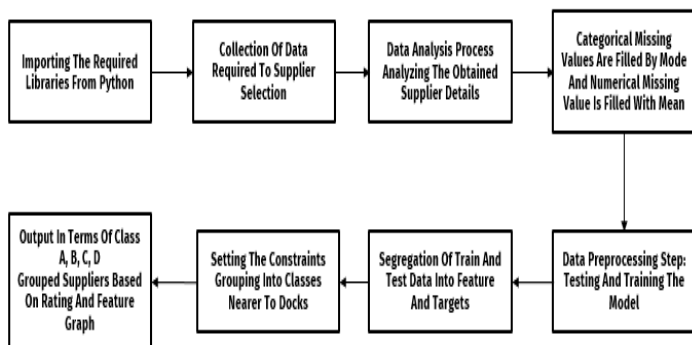 Importing The Required
Libraries From Python
Collection Of Data
Required To Supplier
Selection
Data Analysis Process
Analyzing The Obtained
Supplier Details
Categorical Missing
Values Are Filled By Mode
And Numerical Missing
Value Is Filled With Mean
Data Preprocessing Step:
Testing And Training The
Model
Segregation Of Train And
Test Data Into Feature
And Targets
Setting The Constraints
Grouping Into Classes
Nearer To Docks
Output In Terms Of Class
A, B, C, D
Grouped Suppliers Based
On Rating And Feature
Graph